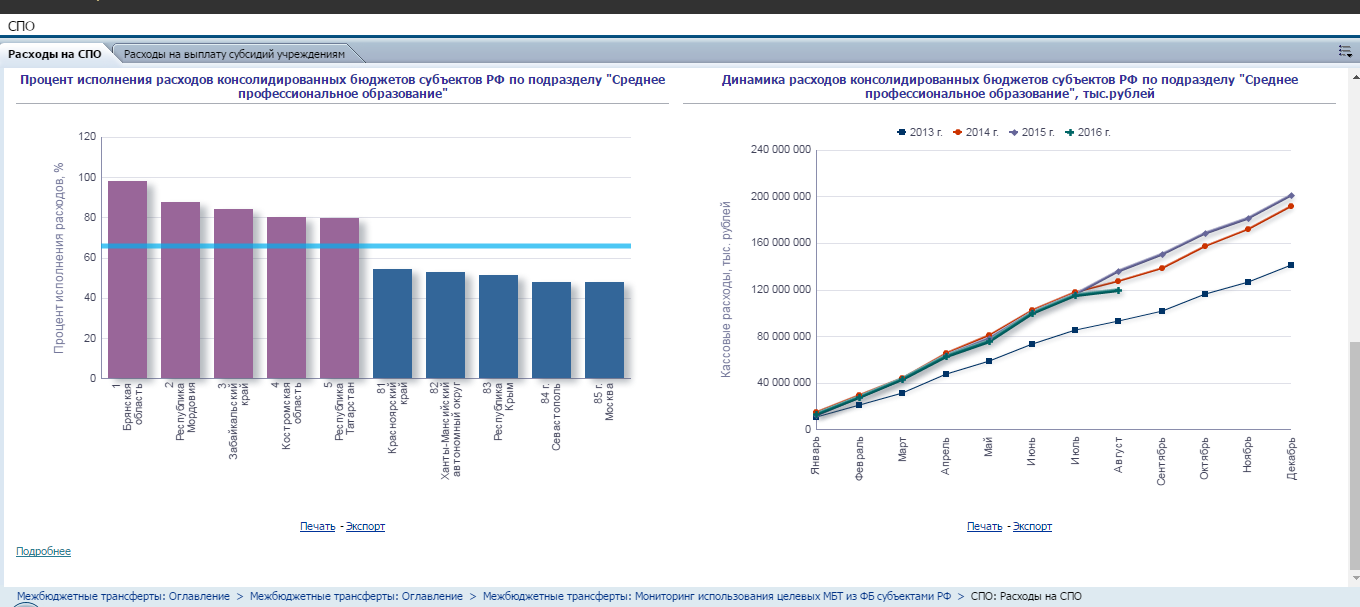 СПО
Расходы на СПО
Расходы на выплату субсидий учреждениям
Процент исполнения расходов консолидированных бюджетов субъектов РФ по подразделу "Среднее
профессиональное образование"
Процент исполнения расходов, %
120
100
80
60
40
20
0
1
Брянская
область
2
Республика
Мордовия
3
Забайкальский
край
4
Костромская
область
5
Республика
Татарстан
81
Красноярский
край
82
Ханты-Мансийский
автономный округ
83
Республика
Крым
84 г.
Севастополь
85 г.
Москва
Печать - Экспорт
Подробнее
Динамика расходов консолидированных бюджетов субъектов РФ по подразделу "Среднее
профессиональное образование", тыс.рублей
2013 г. 2014 г. 2015 г. 2016 г.
Кассовые расходы, тыс. рублей
240 000 000
200 000 000
160 000 000
120 000 000
80 000 000
40 000 000
0
Январь
Февраль
Март
Апрель
Май
Июнь
Июль
Август
Сентябрь
Октябрь
Ноябрь
Декабрь
Печать - Экспорт
Межбюджетные трансферты: Оглавление > Межбюджетные трансферты: Оглавление > Межбюджетные трансферты: Мониторинг использования целевых МБТ из ФБ субъектами РФ > СПО: Расходы на СПО